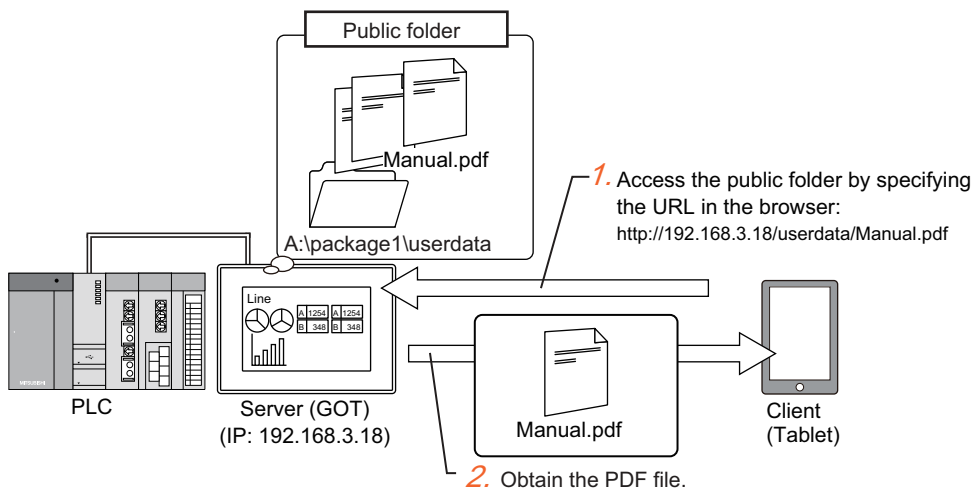 Public folder
Manual.pdf
A:\package1\userdata
1. Access the public folder by specifying
the URL in the browser:
http://192.168.3.18/userdata/Manual.pdf
Line
A 1254 A 1254
B 348 B 348
MITSUBISHI
PLC
Server (GOT)
(IP: 192.168.3.18)
Manual.pdf
Client
(Tablet)
2. Obtain the PDF file.